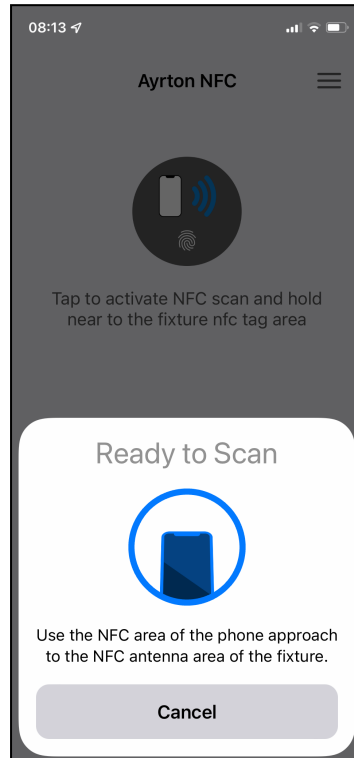 08:13
Ayrton NFC
Tap to activate NFC scan and hold
near to the fixture nfc tag area
Ready to Scan
Use the NFC area of the phone approach
to the NFC antenna area of the fixture.
Cancel